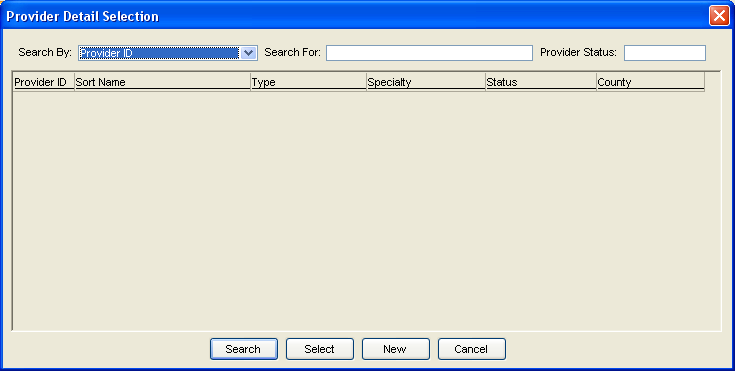 Provider Detail Selection
Search By: Provider ID Search For: Provider Status:
Provider ID Sort Name Type Specialty Status County
Search Select New Cancel